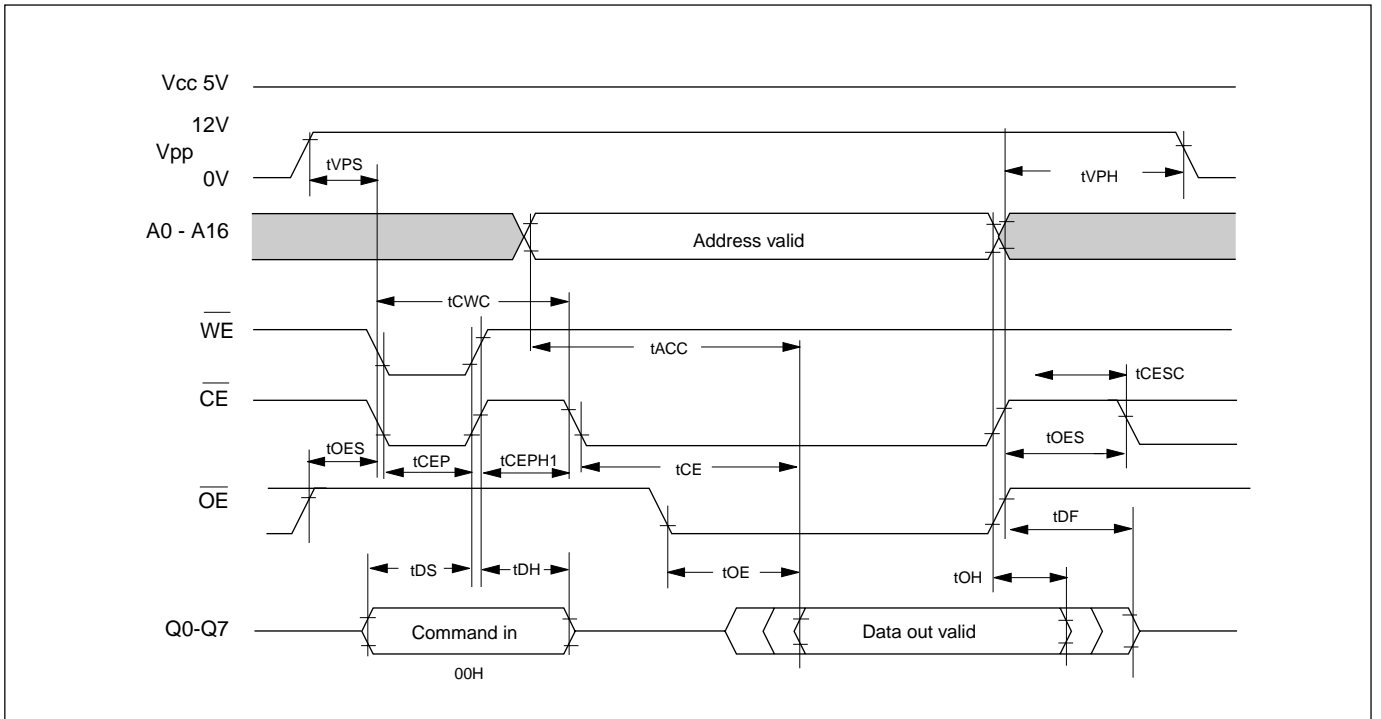 Vcc 5V
12V
Vpp
0V
tVPS
tVPH
A0 - A16
Address valid
tCWC
WE
tACC
tCESC
CE
tOES
tCEP
tCEPH1
tCE
tOES
OE
tDF
tDS
tDH
tOE
tOH
Q0-Q7
Command in
Data out valid
00H